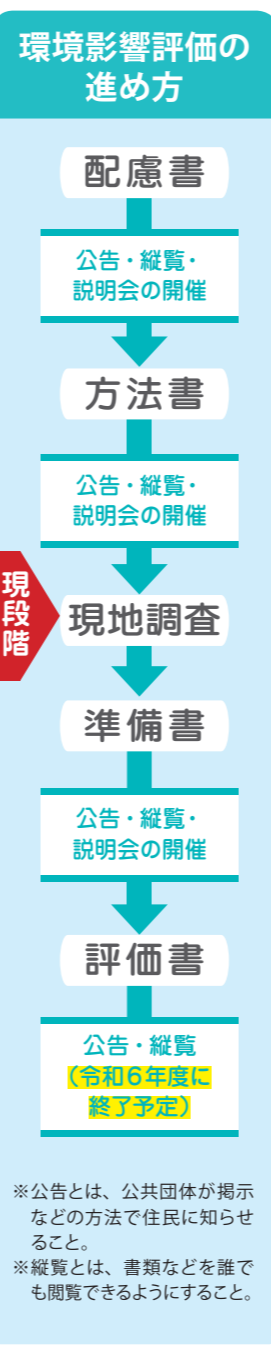 環境影響評価の
進め方
配慮書
公告・縦覧・
説明会の開催
方法書
公告・縦覧・
説明会の開催
現段階
現地調査
準備書
公告・縦覧・
説明会の開催
評価書
公告・縦覧
（令和６年度に
終了予定）
※公告とは、公共団体が掲示
などの方法で住民に知らせ
ること。
※縦覧とは、書類などを誰で
も閲覧できるようにすること。